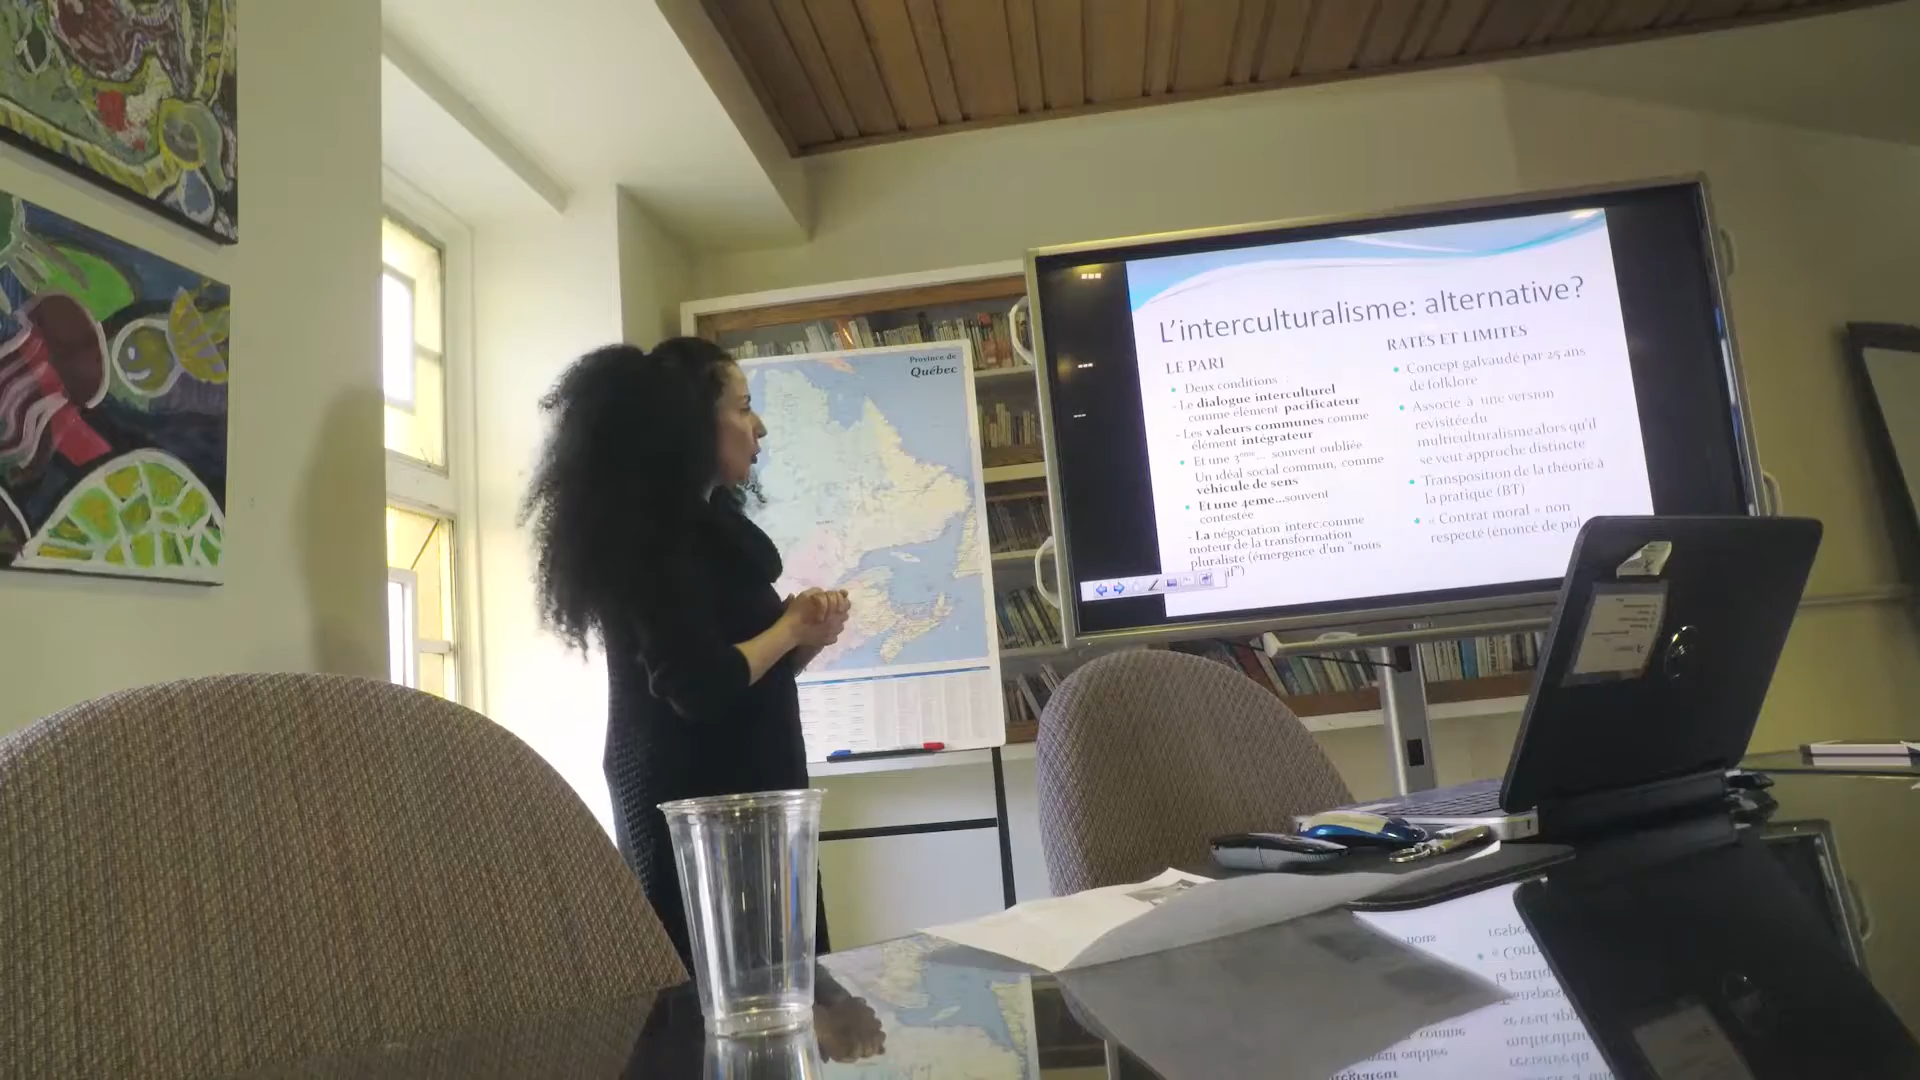 Province de
Québec
L'interculturalisme: alternative?
LE PARI
Deux conditions :
- Le dialogue interculturel
comme élément pacificateur
- Les valeurs communes comme
élément intégrateur
Et une 3eme... souvent oubliée
Un idéal social commun, comme
véhicule de sens
Et une 4eme...souvent
contestée
- La négociation interc.comme
moteur de la transformation
pluraliste (émergence d'un "nous
if")
RATÉS ET LIMITES
Concept galvaudé par 25 ans
de folklore
Associé à une version
revisitée du
multiculturalisme alors qu'il
se veut approche distincte
Transposition de la théorie à
la pratique (BT)
« Contrat moral » non
respecté (énoncé de pol